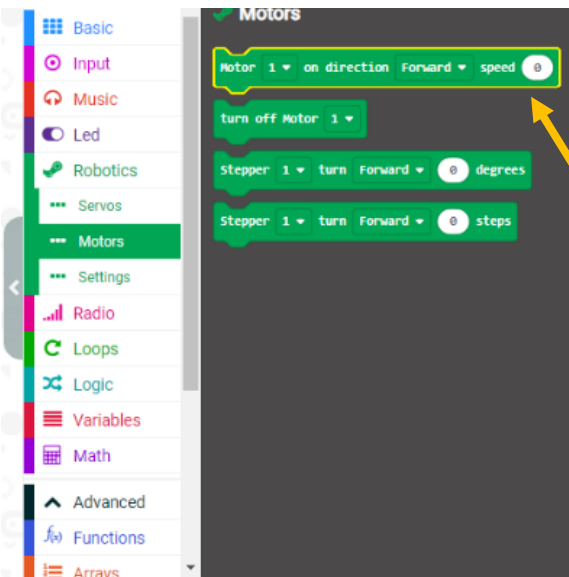 Basic
Input
Music
Led
Robotics
Servos
Motors
Settings
Radio
Loops
Logic
Variables
Math
Advanced
f(x) Functions
Arrays
Motors
Motor 1 on direction Forward speed 0
turn off Motor 1
Stepper 1 turn Forward 0 degrees
Stepper 1 turn Forward 0 steps